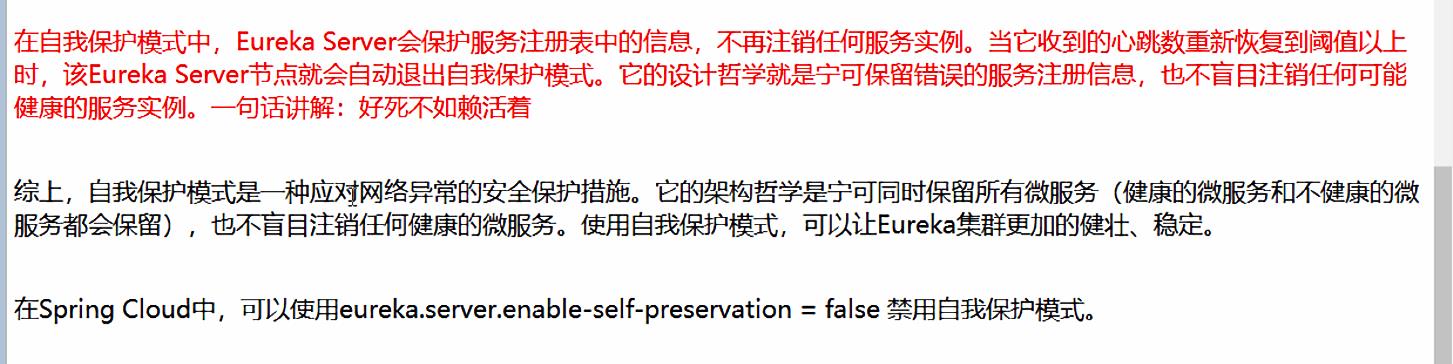 在自我保护模式中，Eureka Server会保护服务注册表中的信息，不再注销任何服务实例。当它收到的心跳数重新恢复到阈值以上
时，该Eureka Server节点就会自动退出自我保护模式。它的设计哲学就是宁可保留错误的服务注册信息，也不盲目注销任何可能
健康的服务实例。一句话讲解：好死不如赖活着
综上，自我保护模式是一种应对网络异常的安全保护措施。它的架构哲学是宁可同时保留所有微服务（健康的微服务和不健康的微
服务都会保留），也不盲目注销任何健康的微服务。使用自我保护模式，可以让Eureka集群更加的健壮、稳定。
在Spring Cloud中，可以使用eureka.server.enable-self-preservation = false 禁用自我保护模式。